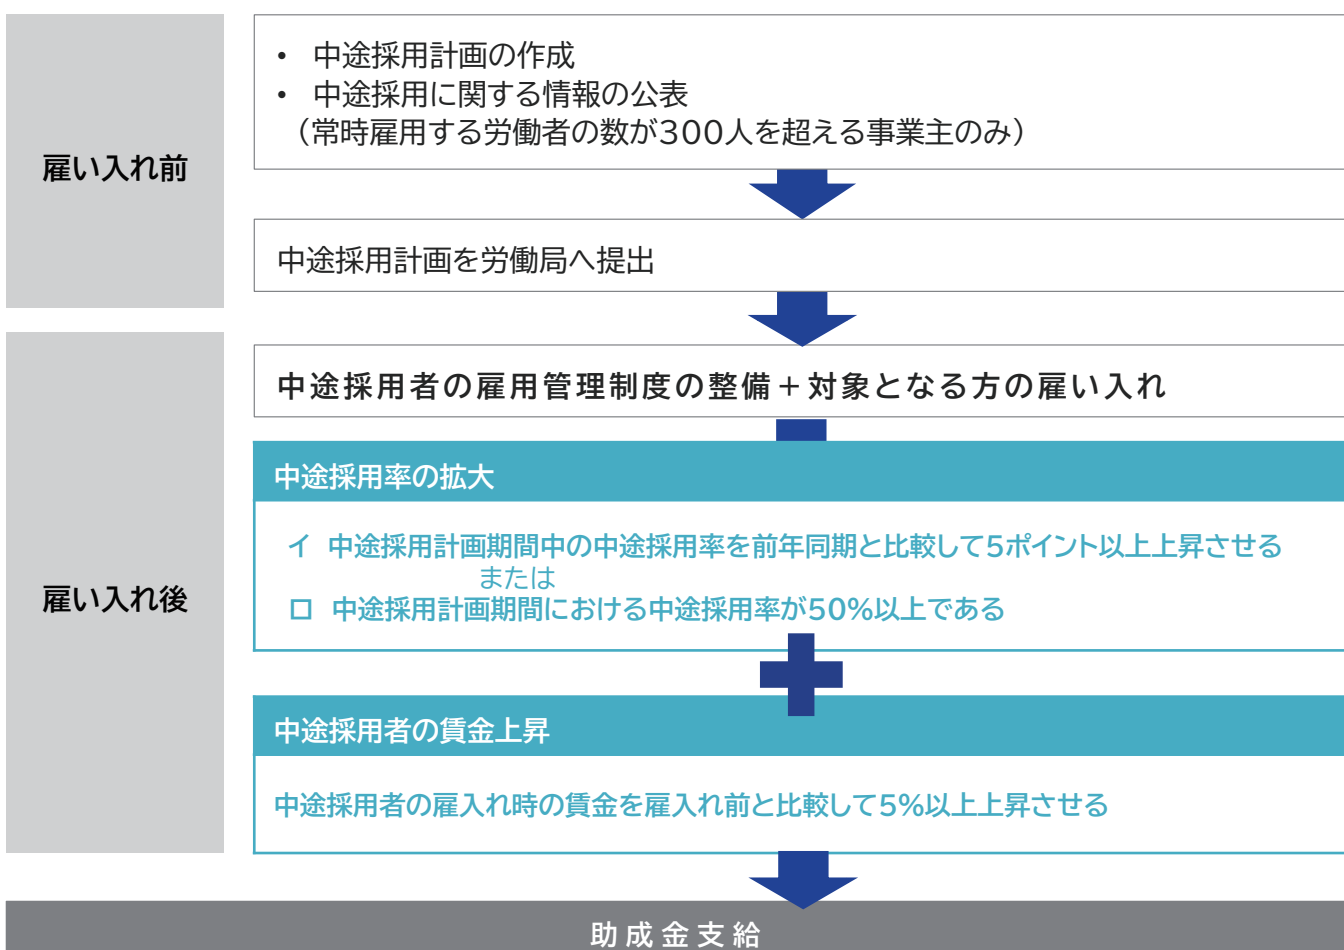 雇い入れ前
• 中途採用計画の作成
• 中途採用に関する情報の公表
（常時雇用する労働者の数が300人を超える事業主のみ）
中途採用計画を労働局へ提出
雇い入れ後
中途採用者の雇用管理制度の整備＋対象となる方の雇い入れ
中途採用率の拡大
イ 中途採用計画期間中の中途採用率を前年同期と比較して5ポイント以上上昇させる
または
ロ 中途採用計画期間における中途採用率が50%以上である
中途採用者の賃金上昇
中途採用者の雇入れ時の賃金を雇入れ前と比較して5%以上上昇させる
助成金支給